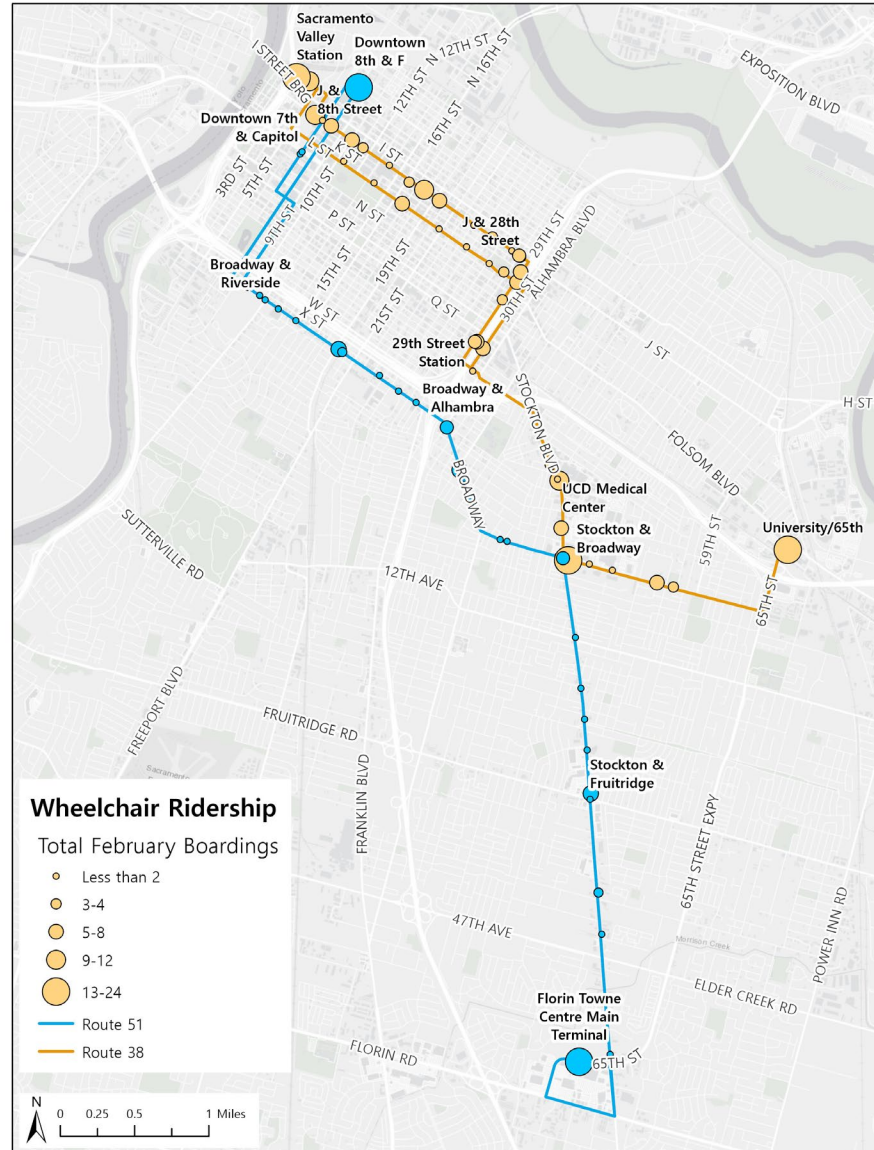 Sacramento
Valley
Station
Downtown
8th & F
N 12TH ST
N 16TH ST
EXPOSITION BLVD
I STREET BRG
J &
8th Street
12TH ST
16TH ST
Downtown 7th
& Capitol
I ST
K ST
L ST
3RD ST
5TH ST
10TH ST
9TH ST
N ST
P ST
J & 28th
Street
29TH ST
ALHAMBRA BLVD
30TH ST
Broadway &
Riverside
15TH ST
19TH ST
21ST ST
Q ST
W ST
X ST
J ST
29th Street
Station
Broadway &
Alhambra
H ST
STOCKTON BLVD
FOLSOM BLVD
BROADWAY
UCD Medical
Center
Stockton &
Broadway
59TH ST
University/65th
65TH ST
SUTTERVILLE RD
12TH AVE
FREEPORT BLVD
FRUITRIDGE RD
FRANKLIN BLVD
Stockton &
Fruitridge
65TH STREET EXPY
POWER INN RD
47TH AVE
Morrison Creek
ELDER CREEK RD
Florin Towne
Centre Main
Terminal
65TH ST
FLORIN RD
Wheelchair Ridership
Total February Boardings
Less than 2
3-4
5-8
9-12
13-24
Route 51
Route 38
N
0 0.25 0.5 1 Miles